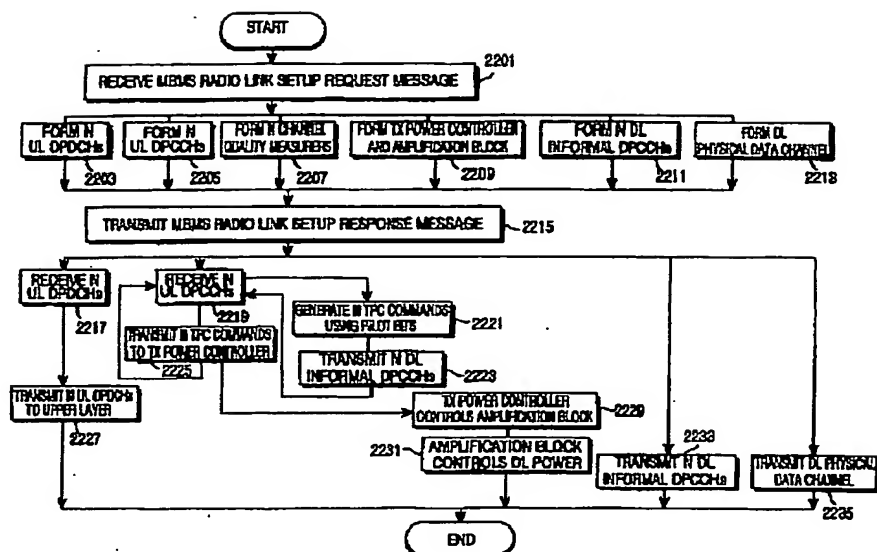 START
2201
RECEIVE MBMS RADIO LINK SETUP REQUEST MESSAGE
FORM N
UL DPDCHs
2203
FORM N
UL DPCCHs
2205
FORM N CHANNEL
QUALITY MEASURERS
2207
FORM TX POWER CONTROLLER
AND AMPLIFICATION BLOCK
2209
FORM N DL
INFORMAL DPCCHs
2211
FORM DL
PHYSICAL DATA CHANNEL
2213
TRANSMIT MBMS RADIO LINK SETUP RESPONSE MESSAGE
2215
RECEIVE N
UL DPDCHs
2217
RECEIVE N
UL DPCCHs
2219
GENERATE N TPC COMMANDS
USING PILOT BITS
2221
TRANSMIT N TPC COMMANDS
TO TX POWER CONTROLLER
2225
TRANSMIT N DL
INFORMAL DPCCHs
2223
TRANSMIT N DL DPDCHs
TO UPPER LAYER
2227
TX POWER CONTROLLER
CONTROLS AMPLIFICATION BLOCK
2229
2231
AMPLIFICATION BLOCK
CONTROLS DL POWER
2233
TRANSMIT N DL
INFORMAL DPCCHs
TRANSMIT DL PHYSICAL
DATA CHANNEL
2235
END